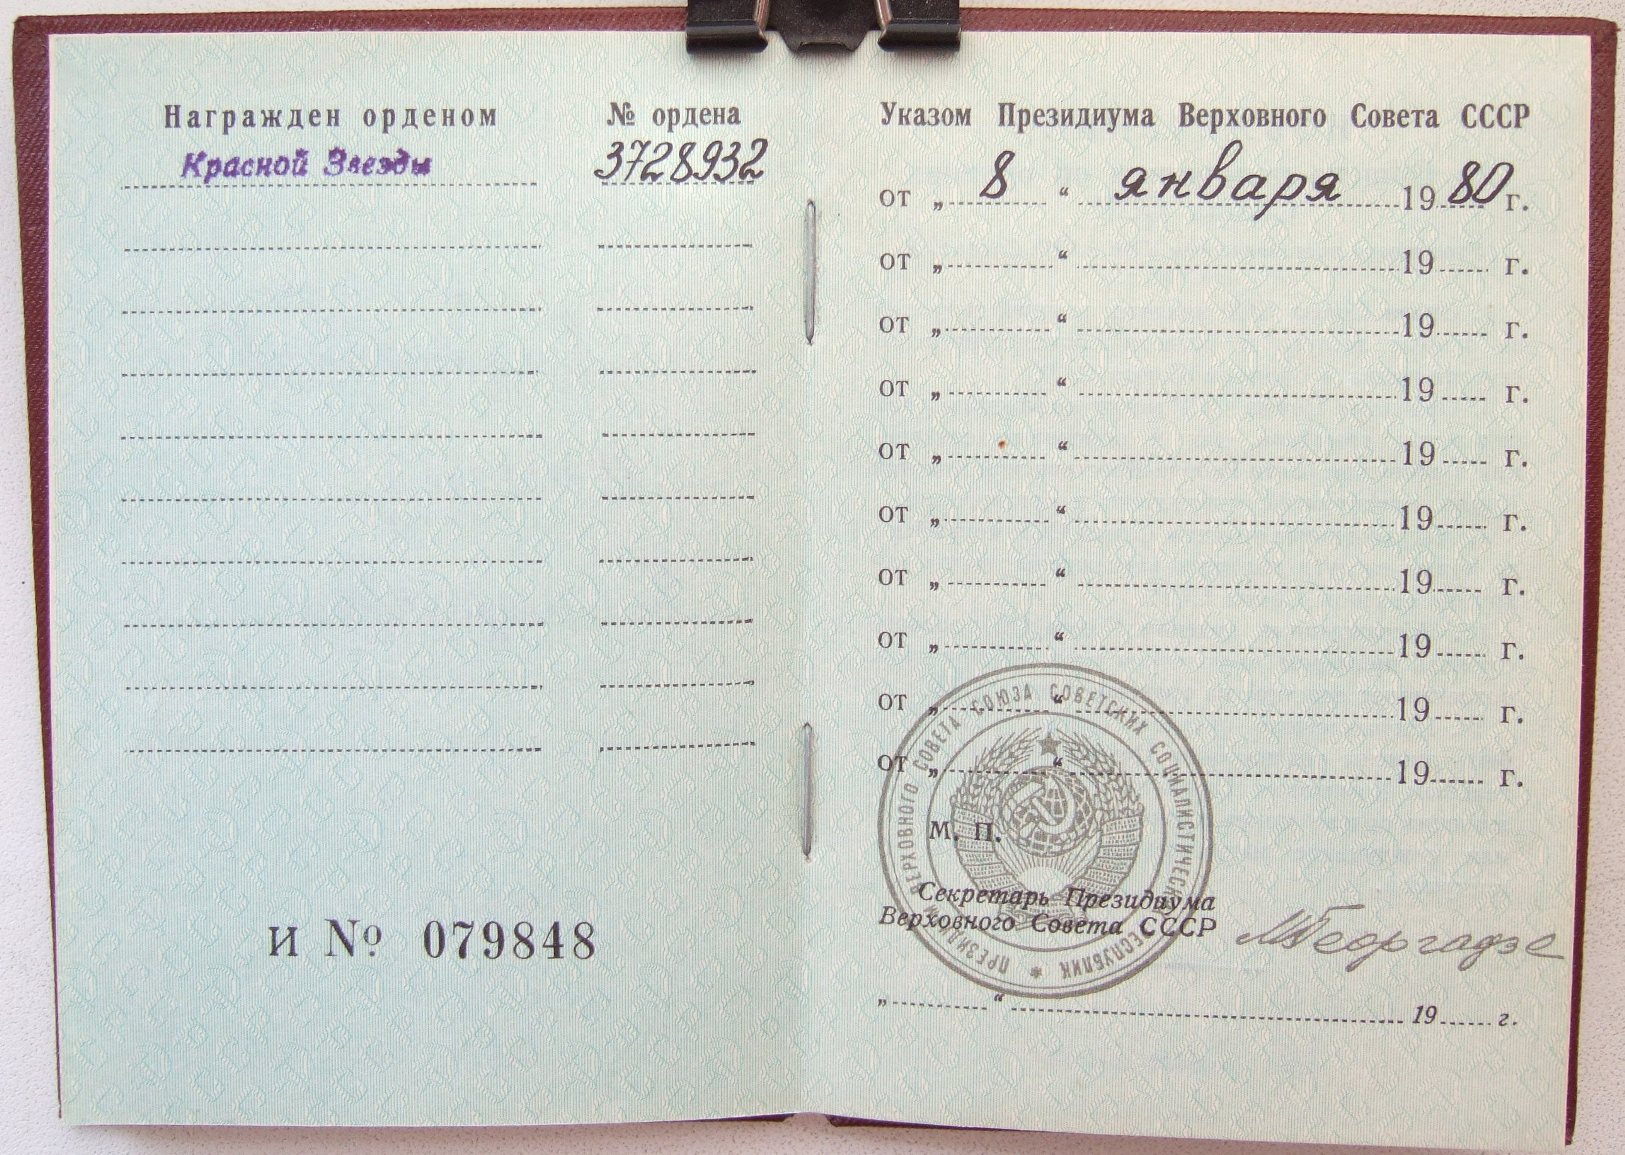 Награжден орденом № ордена
Красной Звезды 3728932
И № 079848
Указом Президиума Верховного Совета СССР
от „ 8 “ января 1980 г.
от „ “ 19 г.
от „ “ 19 г.
от „ “ 19 г.
от „ “ 19 г.
от „ “ 19 г.
от „ “ 19 г.
от „ “ 19 г.
от „ “ 19 г.
от „ “ 19 г.
ПРЕЗИДИУМ ВЕРХОВНОГО СОВЕТА СОЮЗА СОВЕТСКИХ СОЦИАЛИСТИЧЕСКИХ РЕСПУБЛИК
М. П.
Секретарь Президиума
Верховного Совета СССР МГеоргадзе
„ “ 19 г.